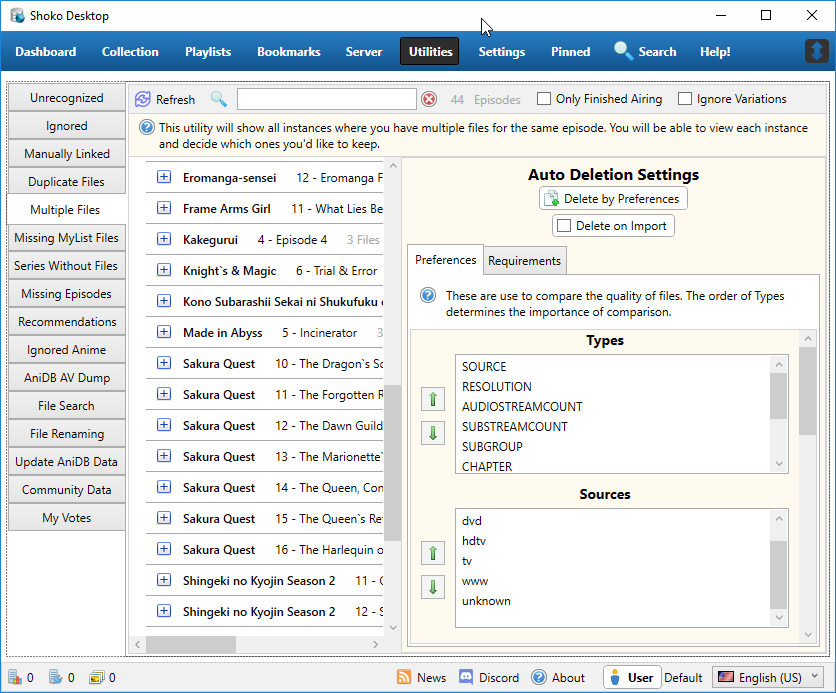 Shoko Desktop
Dashboard Collection Playlists Bookmarks Server Utilities Settings Pinned Search Help!
Unrecognized
Ignored
Manually Linked
Duplicate Files
Multiple Files
Missing MyList Files
Series Without Files
Missing Episodes
Recommendations
Ignored Anime
AniDB AV Dump
File Search
File Renaming
Update AniDB Data
Community Data
My Votes
Refresh 44 Episodes Only Finished Airing Ignore Variations
This utility will show all instances where you have multiple files for the same episode. You will be able to view each instance
and decide which ones you'd like to keep.
Eromanga-sensei 12 - Eromanga F
Frame Arms Girl 11 - What Lies Be
Kakegurui 4 - Episode 4 3 Files
Knight`s & Magic 6 - Trial & Error
Kono Subarashii Sekai ni Shukufuku
Made in Abyss 5 - Incinerator 3
Sakura Quest 10 - The Dragon`s Sc
Sakura Quest 11 - The Forgotten R
Sakura Quest 12 - The Dawn Guild
Sakura Quest 13 - The Marionette`
Sakura Quest 14 - The Queen, Con
Sakura Quest 15 - The Queen`s Ret
Sakura Quest 16 - The Harlequin o
Shingeki no Kyojin Season 2 11 -
Shingeki no Kyojin Season 2 12 - S
Auto Deletion Settings
Delete by Preferences
Delete on Import
Preferences Requirements
These are use to compare the quality of files. The order of Types
determines the importance of comparison.
Types
SOURCE
RESOLUTION
AUDIOSTREAMCOUNT
SUBSTREAMCOUNT
SUBGROUP
CHAPTER
Sources
dvd
hdtv
tv
www
unknown
0 0 0 News Discord About User Default English (US)